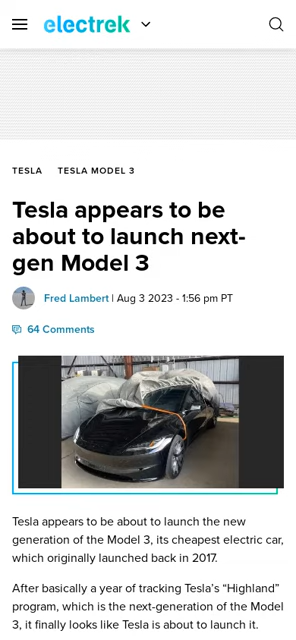 electrek
TESLA TESLA MODEL 3
Tesla appears to be
about to launch next-
gen Model 3
Fred Lambert | Aug 3 2023 - 1:56 pm PT
64 Comments
Tesla appears to be about to launch the new
generation of the Model 3, its cheapest electric car,
which originally launched back in 2017.
After basically a year of tracking Tesla’s “Highland”
program, which is the next-generation of the Model
3, it finally looks like Tesla is about to launch it.